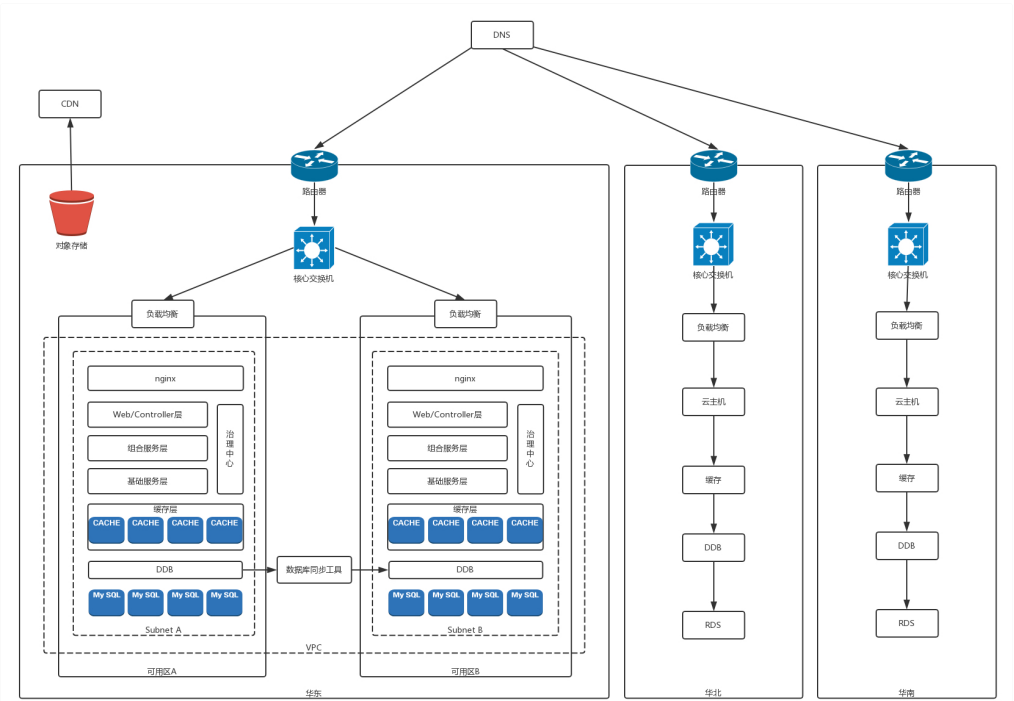 DNS
CDN
对象存储
路由器
核心交换机
负载均衡
负载均衡
nginx
Web/Controller层
组合服务层
基础服务层
治理中心
缓存层
CACHE CACHE CACHE CACHE
DDB
My SQL My SQL My SQL My SQL
Subnet A
可用区A
数据库同步工具
nginx
Web/Controller层
组合服务层
基础服务层
治理中心
缓存层
CACHE CACHE CACHE CACHE
DDB
My SQL My SQL My SQL My SQL
Subnet B
VPC
可用区B
华东
路由器
核心交换机
负载均衡
云主机
缓存
DDB
RDS
华北
路由器
核心交换机
负载均衡
云主机
缓存
DDB
RDS
华南